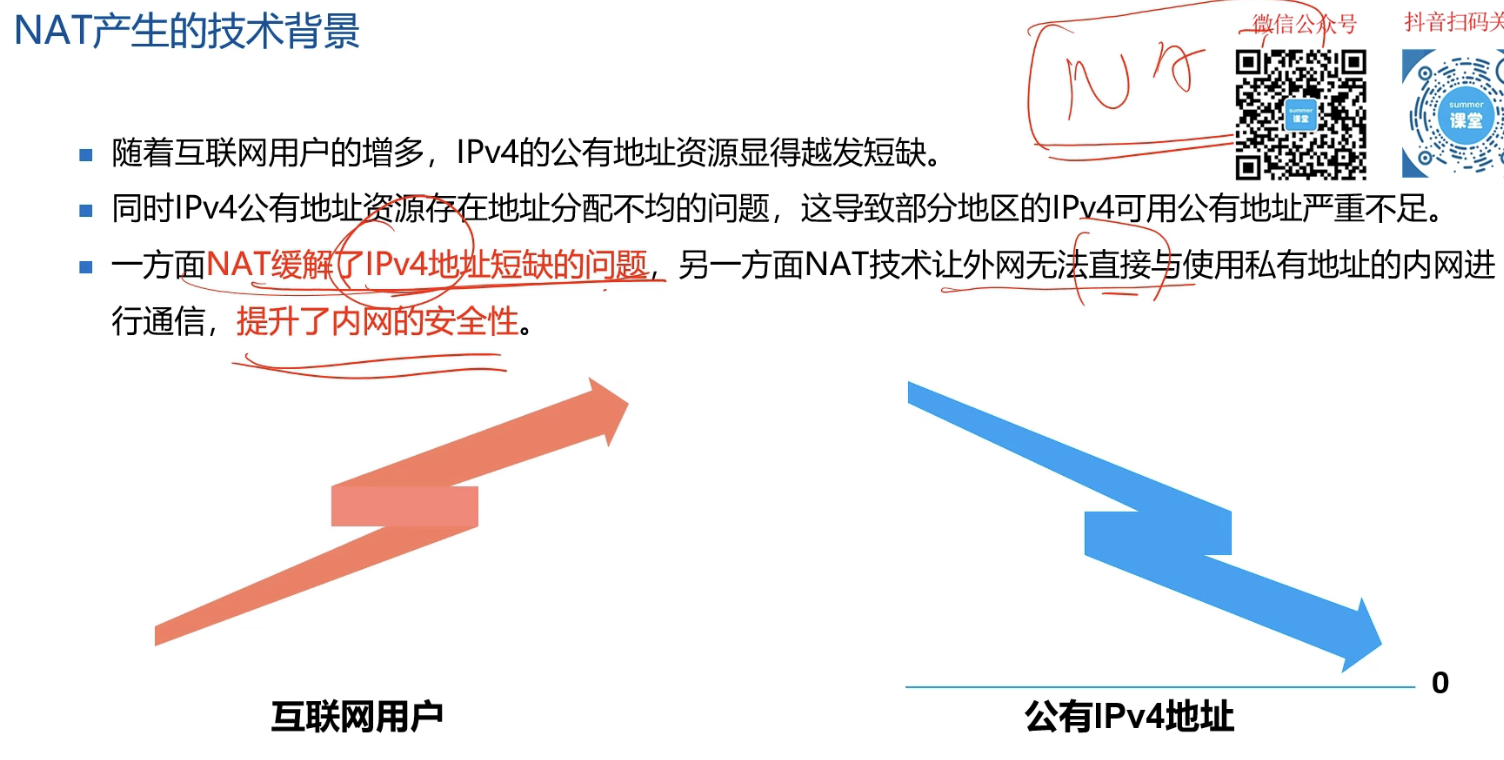 NAT产生的技术背景
微信公众号
抖音扫码关
summer
课堂
summer
课堂
随着互联网用户的增多，IPv4的公有地址资源显得越发短缺。
同时IPv4公有地址资源存在地址分配不均的问题，这导致部分地区的IPv4可用公有地址严重不足。
一方面NAT缓解了IPv4地址短缺的问题，另一方面NAT技术让外网无法直接与使用私有地址的内网进
行通信，提升了内网的安全性。
0
互联网用户
公有IPv4地址